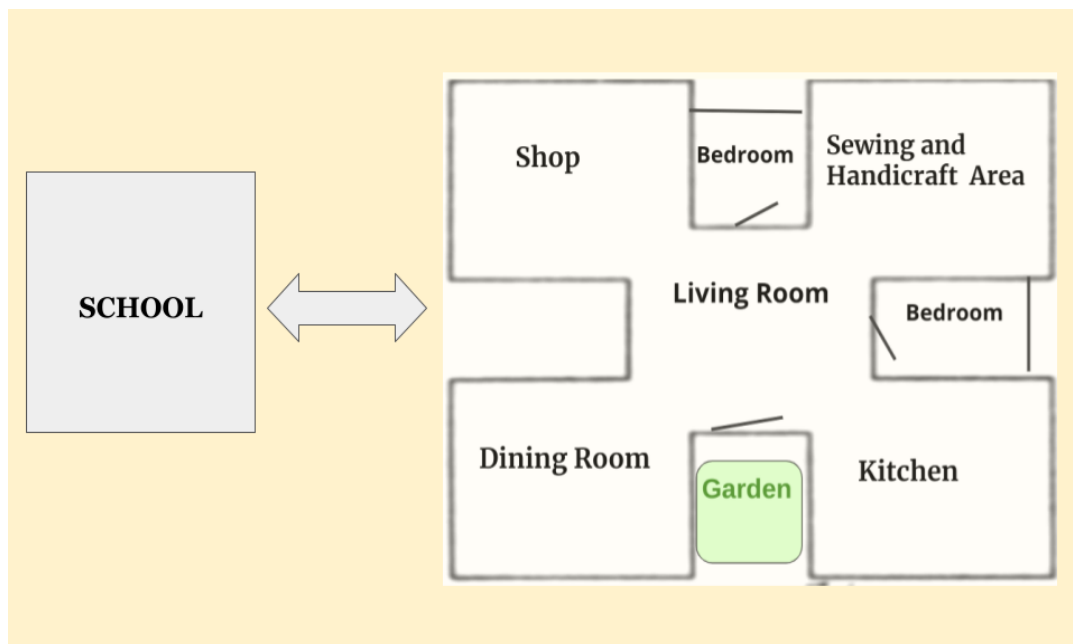 Shop
Bedroom
Sewing and
Handicraft Area
SCHOOL
Living Room
Bedroom
Dining Room
Garden
Kitchen